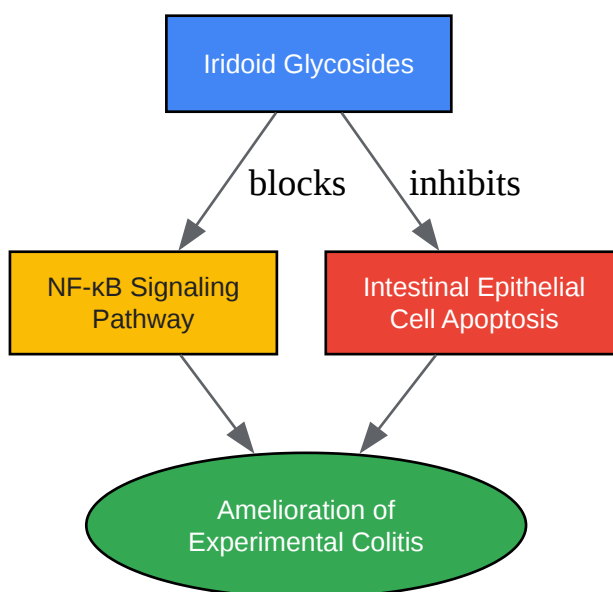 Iridoid Glycosides
blocks
inhibits
NF-κB Signaling
Pathway
Intestinal Epithelial
Cell Apoptosis
Amelioration of
Experimental Colitis